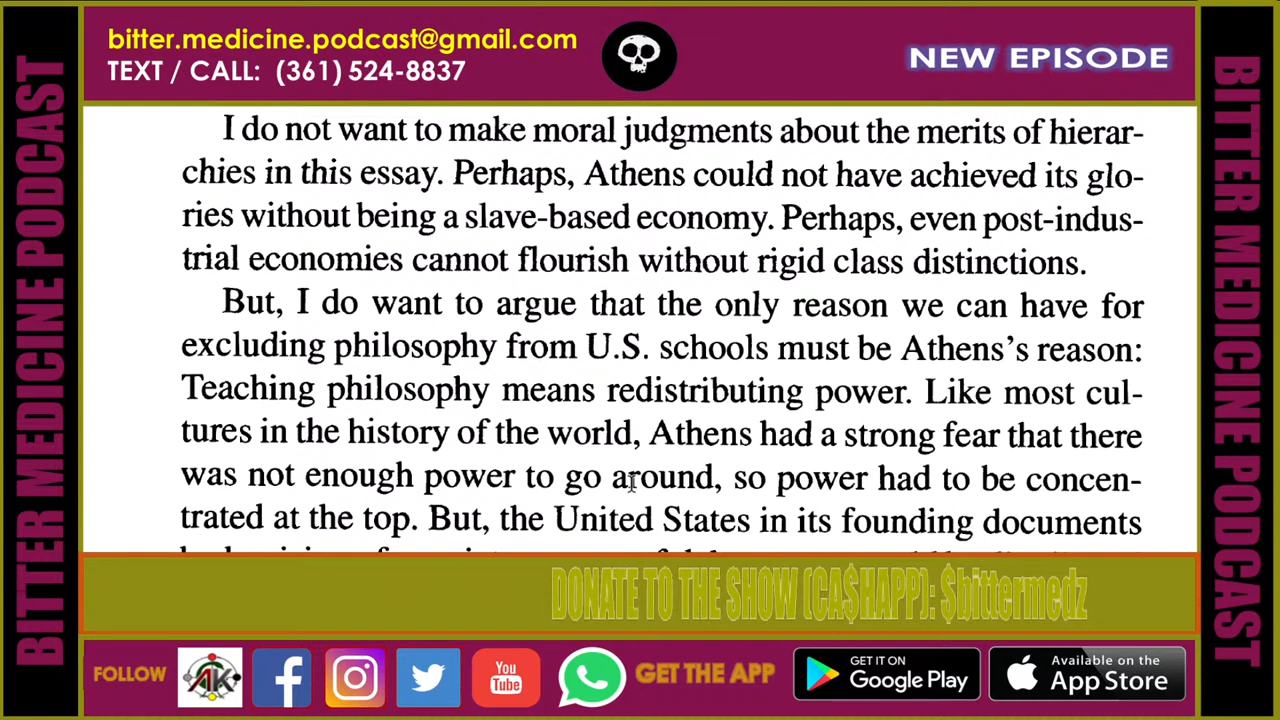 bitter.medicine.podcast@gmail.com
TEXT / CALL: (361) 524-8837
NEW EPISODE
BITTER MEDICINE PODCAST
I do not want to make moral judgments about the merits of hierar-
chies in this essay. Perhaps, Athens could not have achieved its glo-
ries without being a slave-based economy. Perhaps, even post-indus-
trial economies cannot flourish without rigid class distinctions.
But, I do want to argue that the only reason we can have for
excluding philosophy from U.S. schools must be Athens's reason:
Teaching philosophy means redistributing power. Like most cul-
tures in the history of the world, Athens had a strong fear that there
was not enough power to go around, so power had to be concen-
trated at the top. But, the United States in its founding documents
BITTER MEDICINE PODCAST
DONATE TO THE SHOW (CA$HAPP): $bittermedz
FOLLOW
You
Tube
GET THE APP
GET IT ON
Google Play
Available on the
App Store